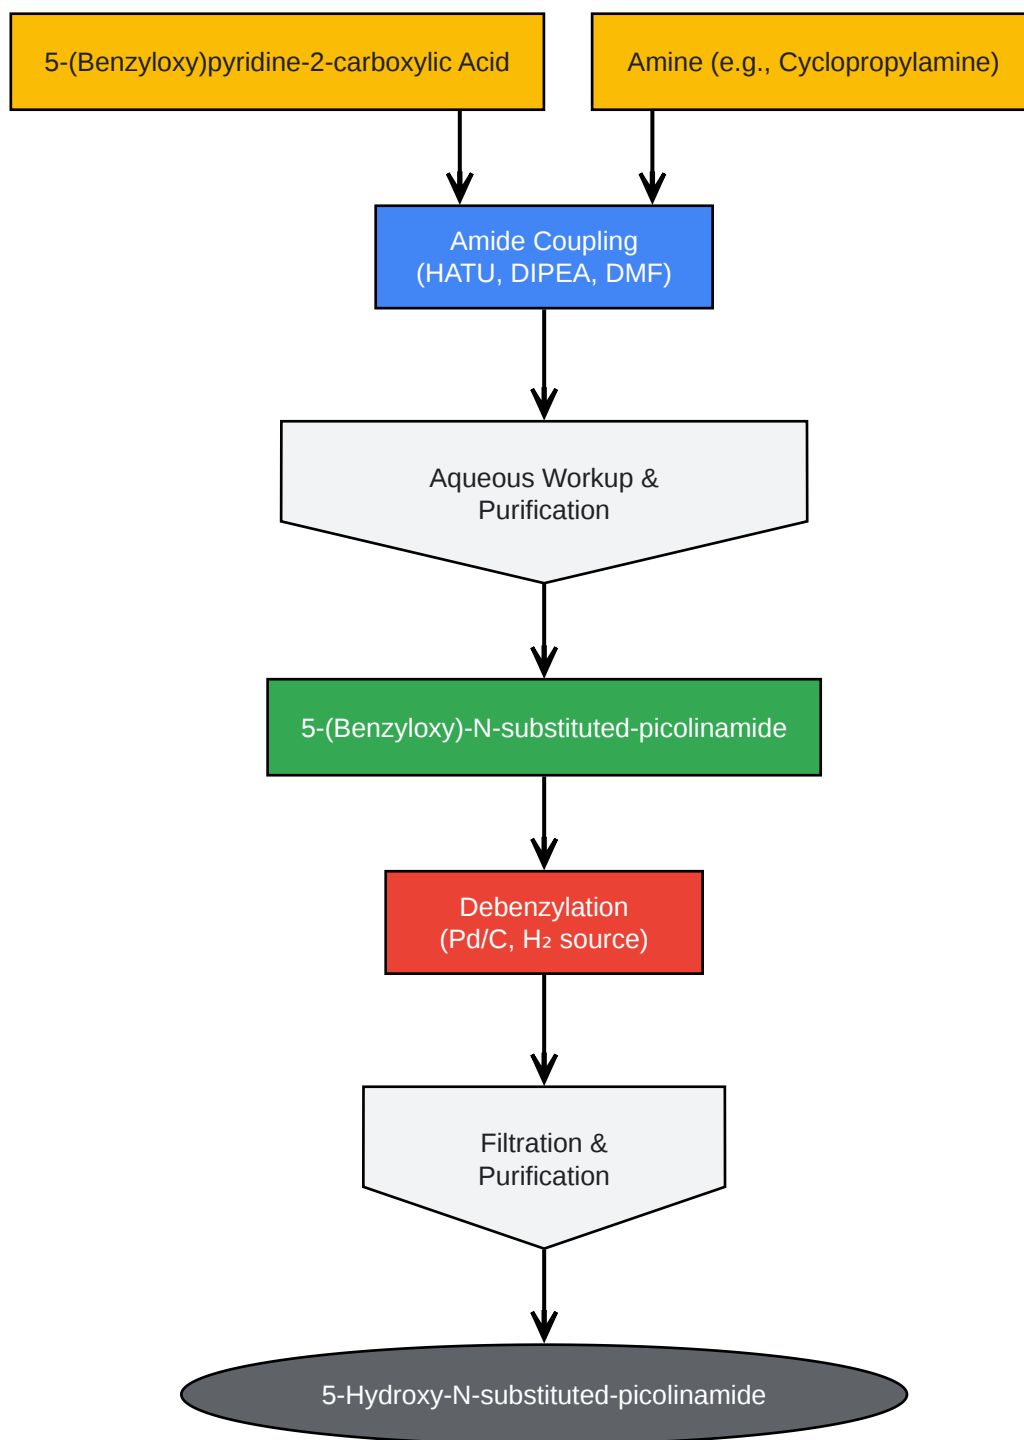 5-(Benzyloxy)pyridine-2-carboxylic Acid
Amine (e.g., Cyclopropylamine)
Amide Coupling
(HATU, DIPEA, DMF)
Aqueous Workup &
Purification
5-(Benzyloxy)-N-substituted-picolinamide
Debenzylation
(Pd/C, H₂ source)
Filtration &
Purification
5-Hydroxy-N-substituted-picolinamide